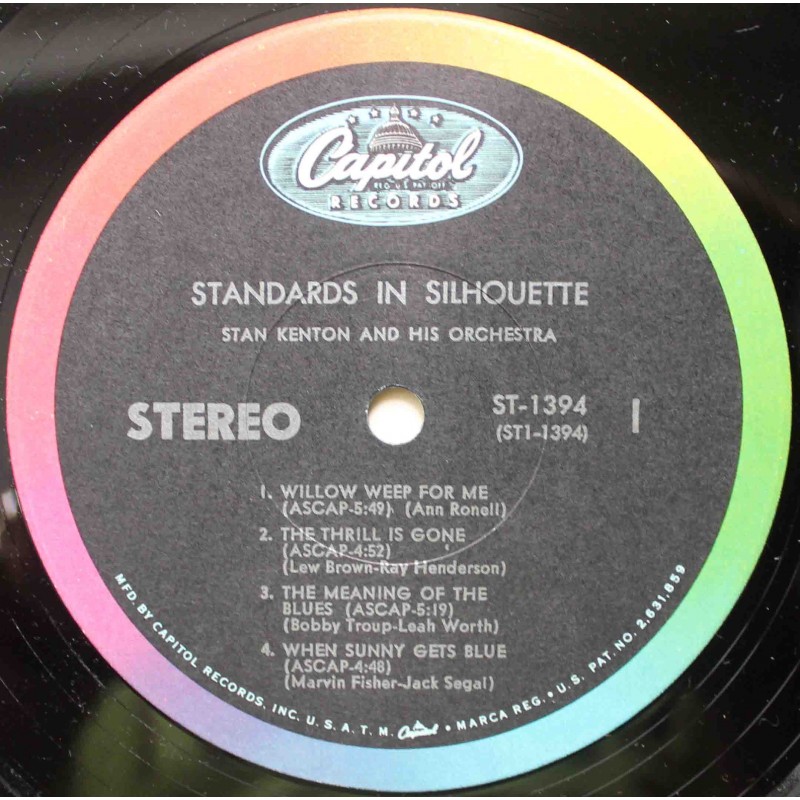 Capitol
REG. U.S. PAT. OFF.
RECORDS
STANDARDS IN SILHOUETTE
STAN KENTON AND HIS ORCHESTRA
STEREO
ST-1394
(ST1-1394)
1
1. WILLOW WEEP FOR ME
(ASCAP-5:49) (Ann Ronell)
2. THE THRILL IS GONE
(ASCAP-4:52)
(Lew Brown-Ray Henderson)
3. THE MEANING OF THE
BLUES (ASCAP-5:19)
(Bobby Troup-Leah Worth)
4. WHEN SUNNY GETS BLUE
(ASCAP-4:48)
(Marvin Fisher-Jack Segal)
MFD. BY CAPITOL RECORDS, INC. U.S.A. T.M. Capitol - MARCA REG. • U.S. PAT. NO. 2,631,859